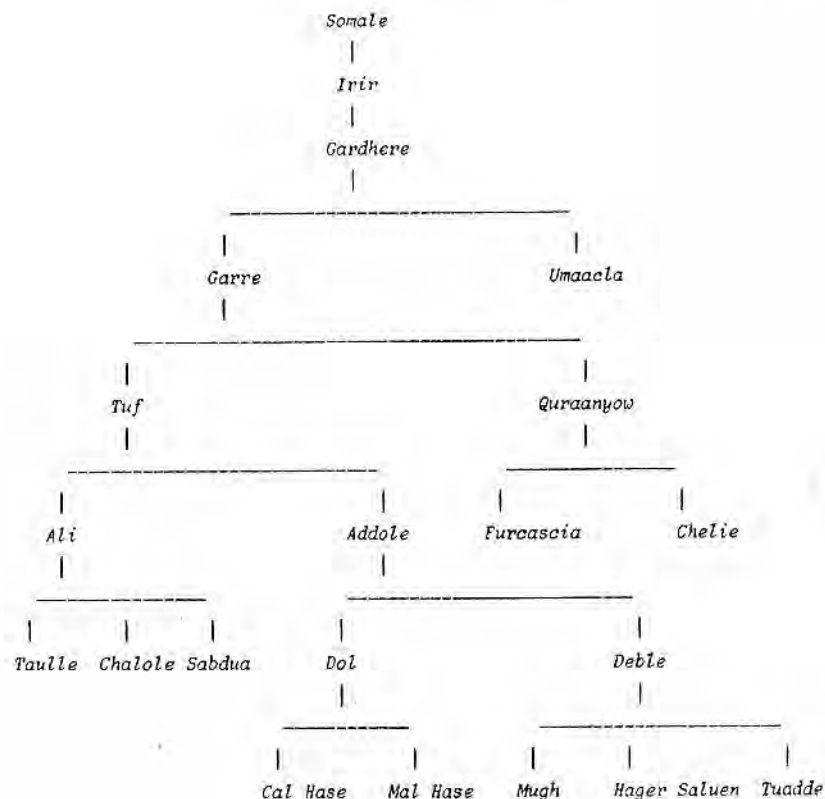 Somale
Irir
Gardhere
Garre Umaacla
Tuf Quraanyow
Ali Addole Furcascia Chelie
Taulle Chalole Sabdua Dol Deble
Cal Hase Mal Hase Mugh Hager Saluen Tuadde